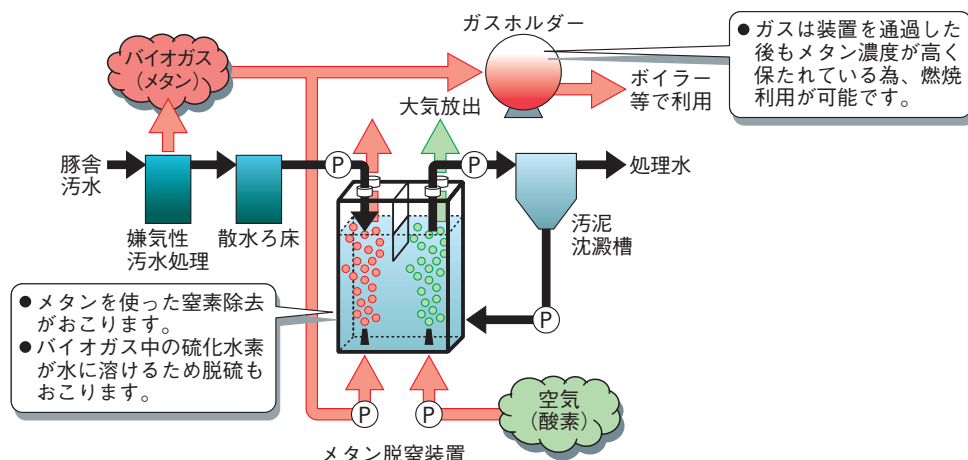 ガスホルダー
● ガスは装置を通過した
後もメタン濃度が高く
保たれている為、燃焼
利用が可能です。
バイオガス
(メタン)
ボイラー
等で利用
大気放出
豚舎
汚水
P
P
処理水
嫌気性
汚水処理
散水ろ床
汚泥
沈澱槽
● メタンを使った窒素除去
がおこります。
● バイオガス中の硫化水素
が水に溶けるため脱硫も
おこります。
P
P
P
空気
(酸素)
メタン脱窒装置